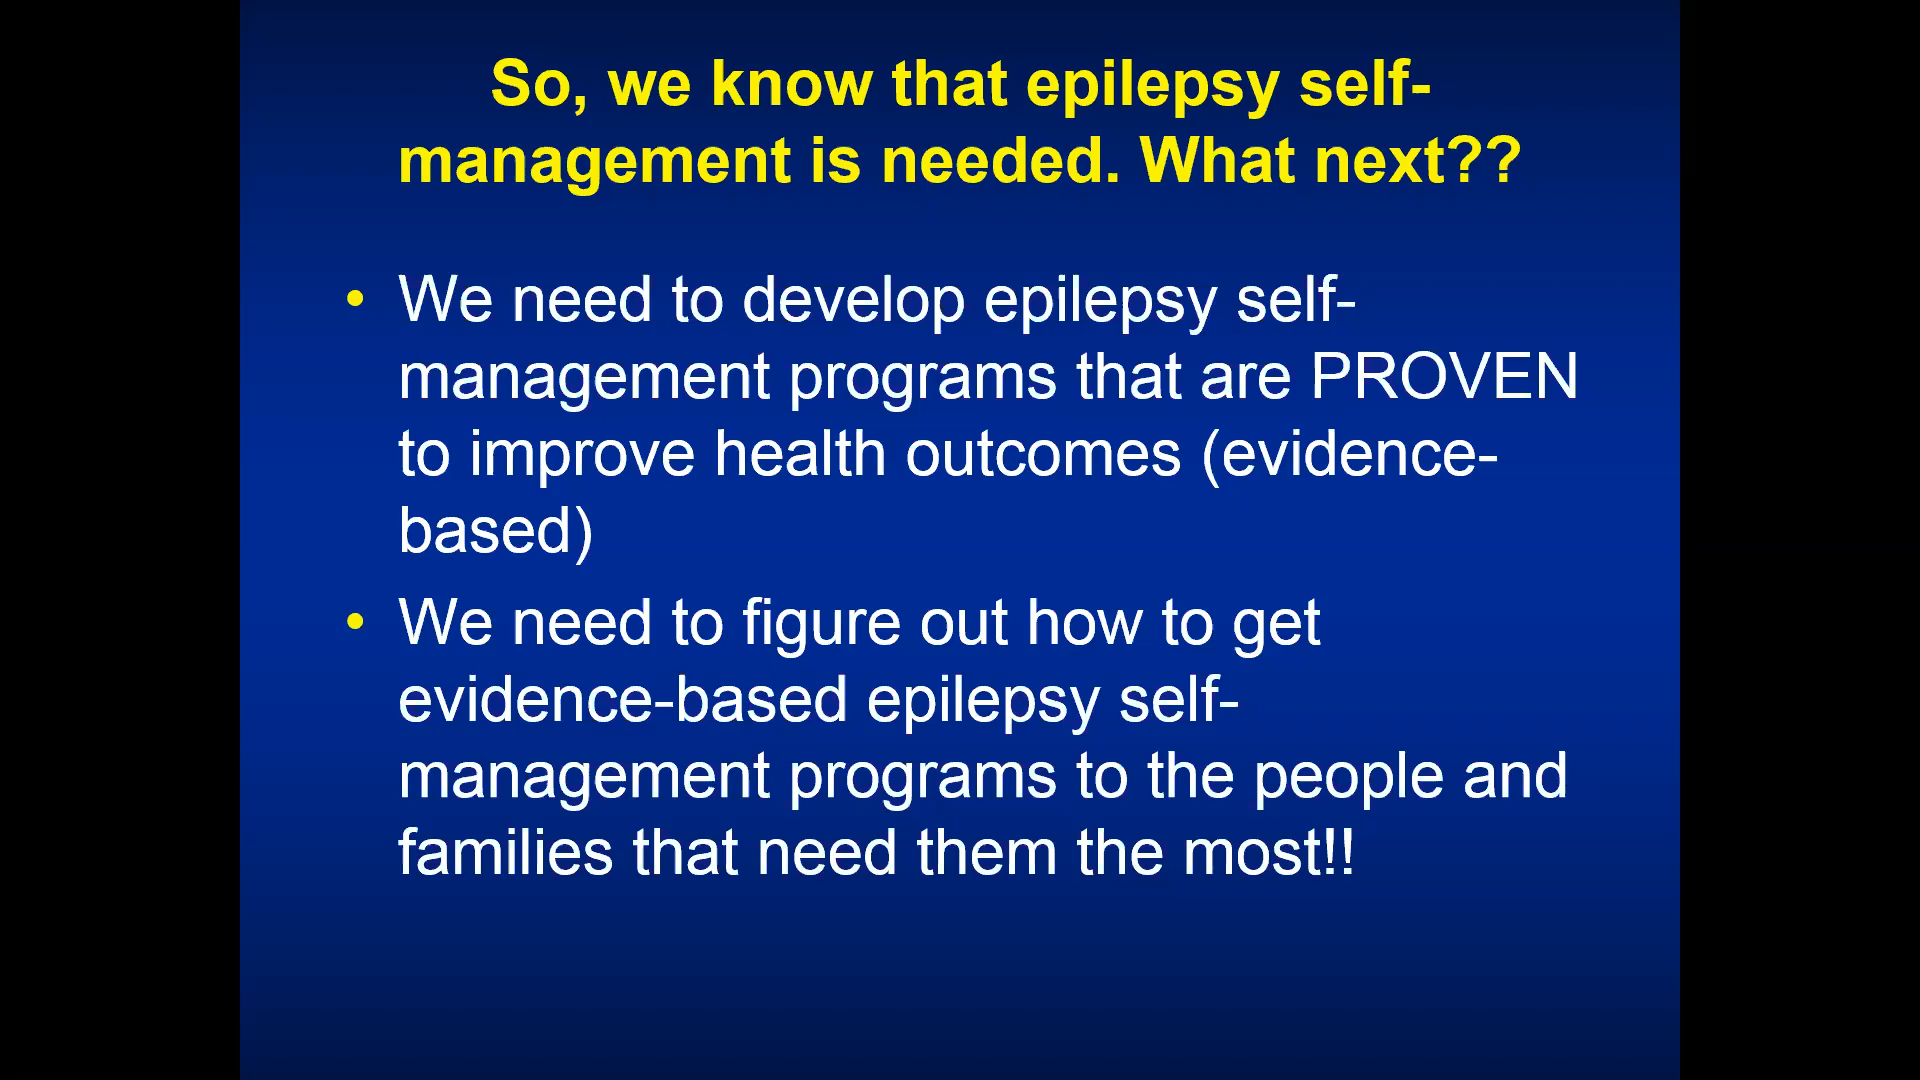 So, we know that epilepsy self-
management is needed. What next??
• We need to develop epilepsy self-
management programs that are PROVEN
to improve health outcomes (evidence-
based)
• We need to figure out how to get
evidence-based epilepsy self-
management programs to the people and
families that need them the most!!